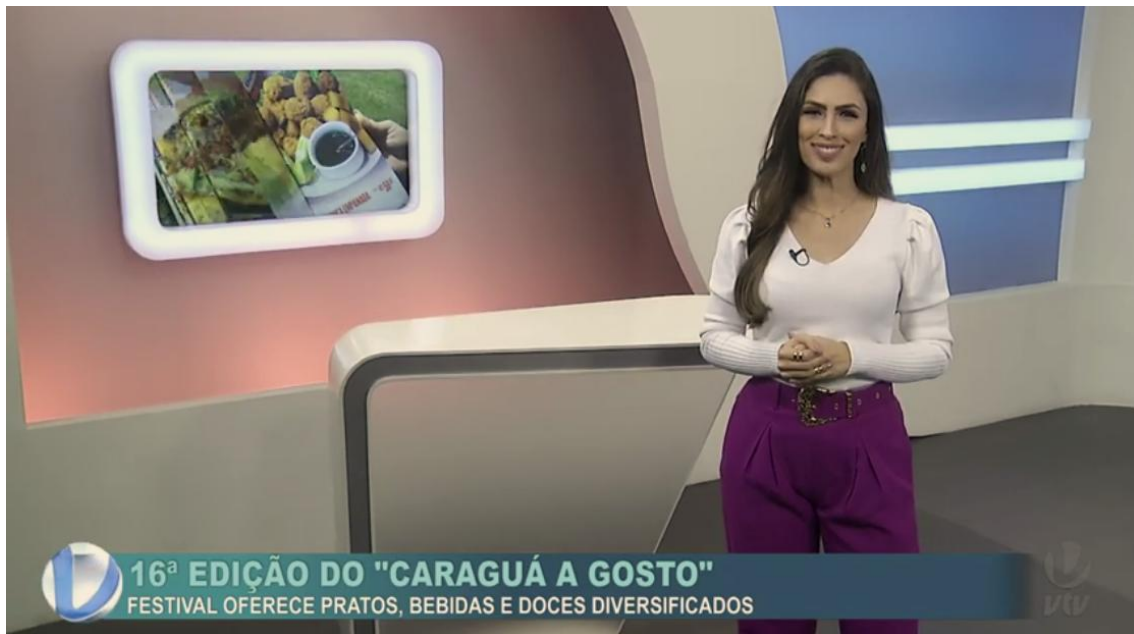 16ª EDIÇÃO DO "CARAGUÁ A GOSTO"
FESTIVAL OFERECE PRATOS, BEBIDAS E DOCES DIVERSIFICADOS
vtv